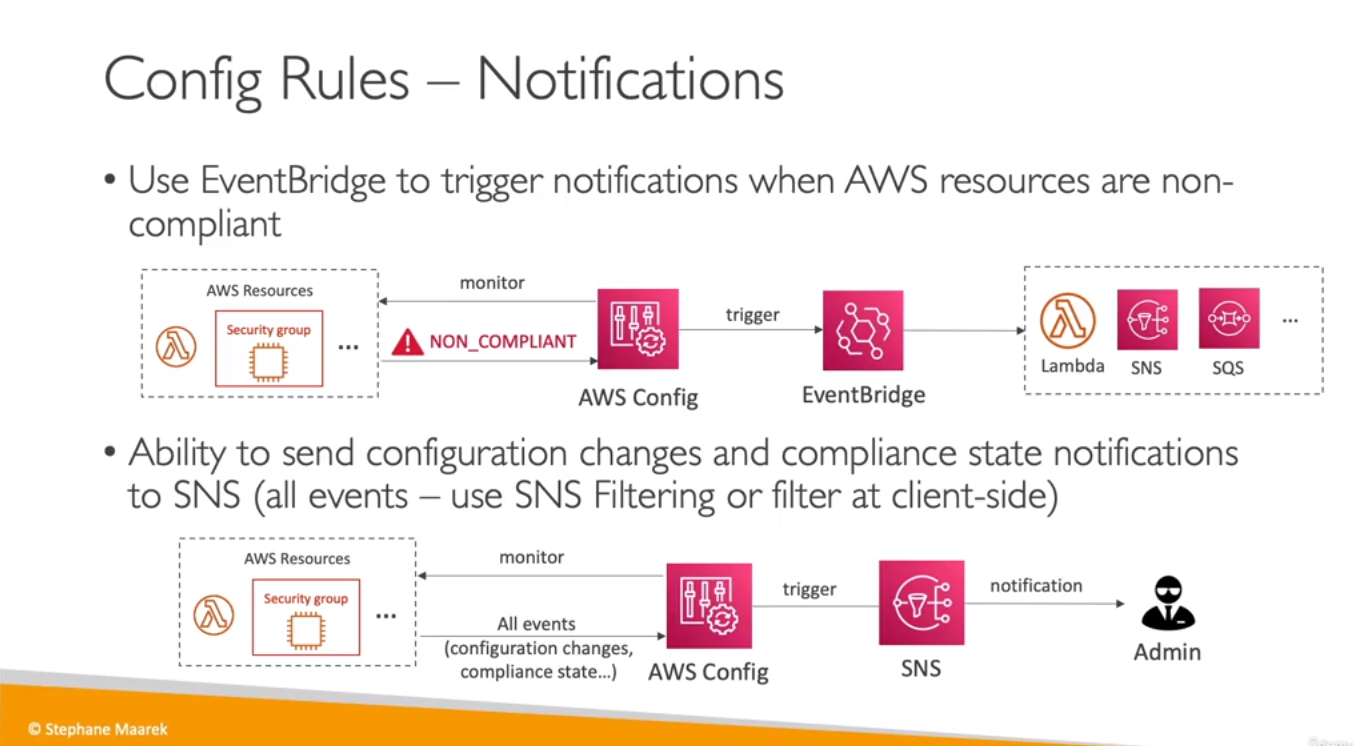 Config Rules – Notifications
• Use EventBridge to trigger notifications when AWS resources are non-
compliant
AWS Resources
Security group
...
monitor
NON_COMPLIANT
AWS Config
trigger
EventBridge
Lambda
SNS
SQS
...
• Ability to send configuration changes and compliance state notifications
to SNS (all events – use SNS Filtering or filter at client-side)
AWS Resources
Security group
...
monitor
All events
(configuration changes,
compliance state...)
AWS Config
trigger
SNS
notification
Admin
© Stephane Maarek